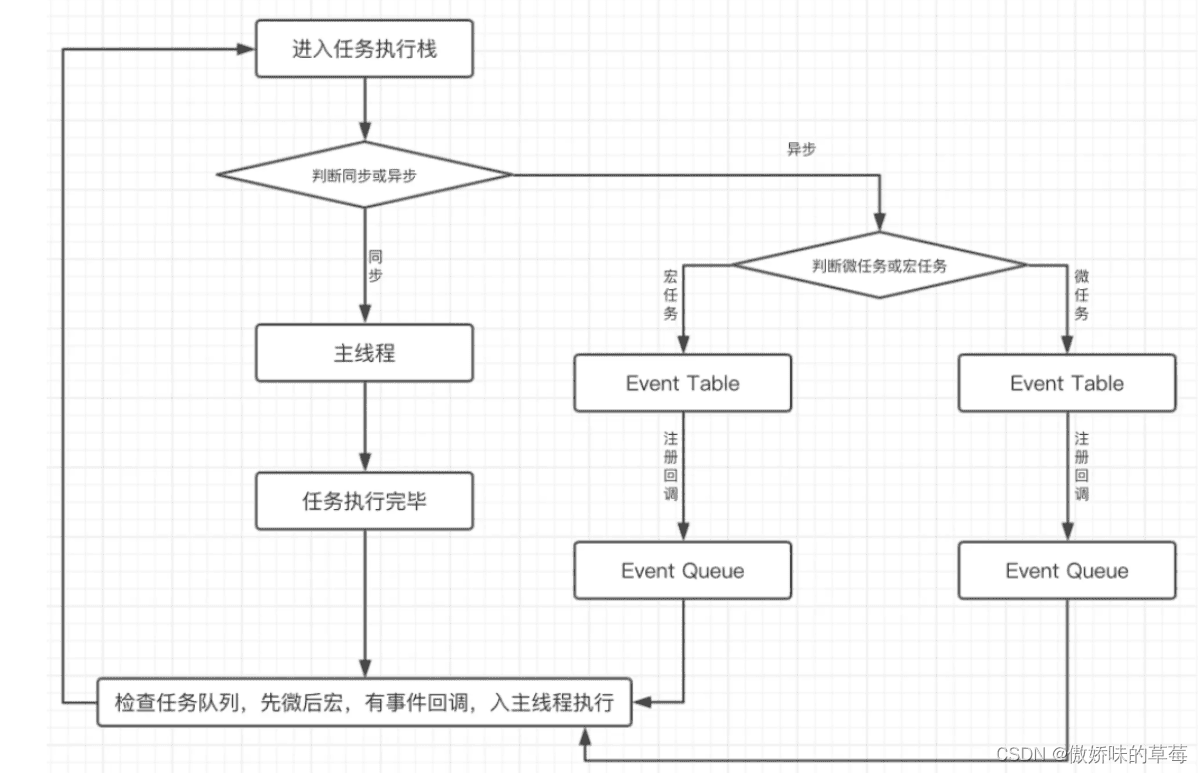 进入任务执行栈
异步
判断同步或异步
同步
判断微任务或宏任务
宏任务
微任务
主线程
Event Table
Event Table
注册回调
注册回调
任务执行完毕
Event Queue
Event Queue
检查任务队列，先微后宏，有事件回调，入主线程执行
CSDN @傲娇味的草莓